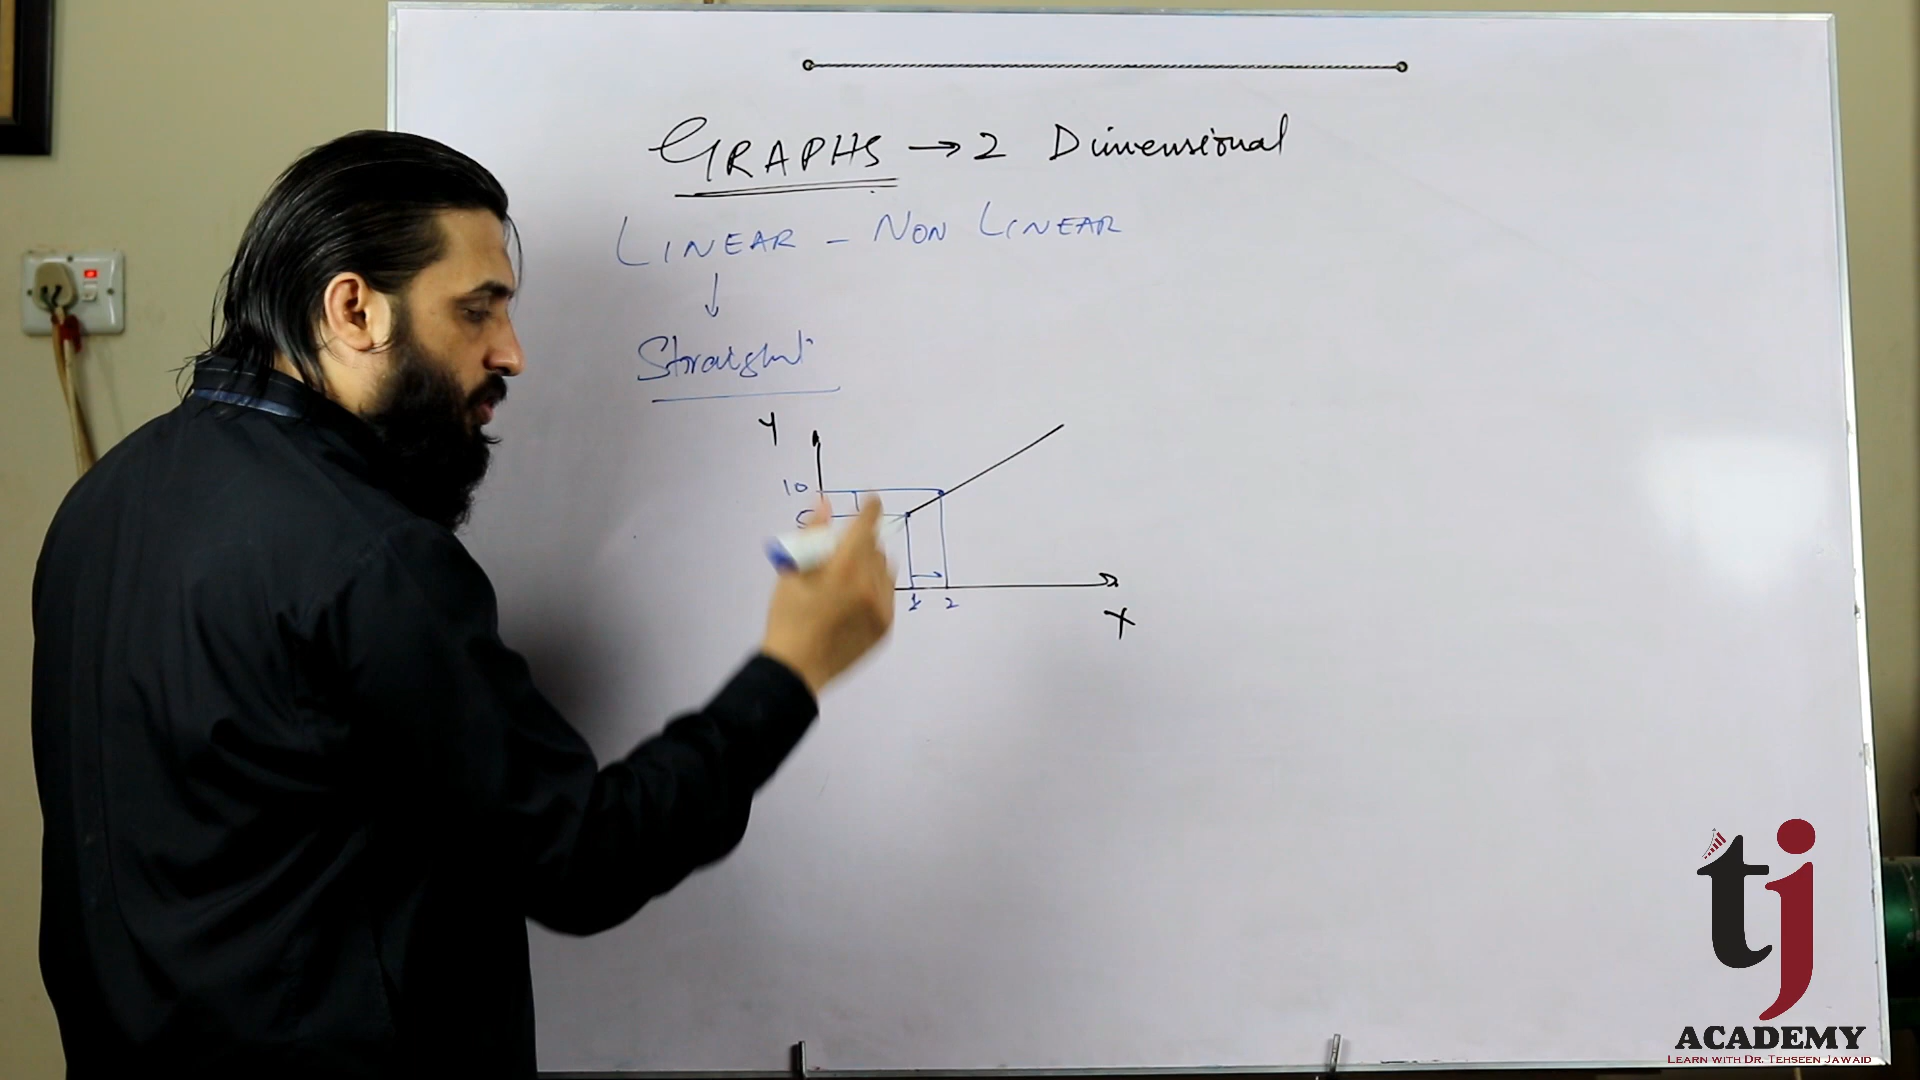 GRAPHS → 2 Dimensional
LINEAR - NON LINEAR
↓
Straight
Y
10
5
1 2
X
tj
ACADEMY
LEARN WITH DR. TEHSEEN JAWAID